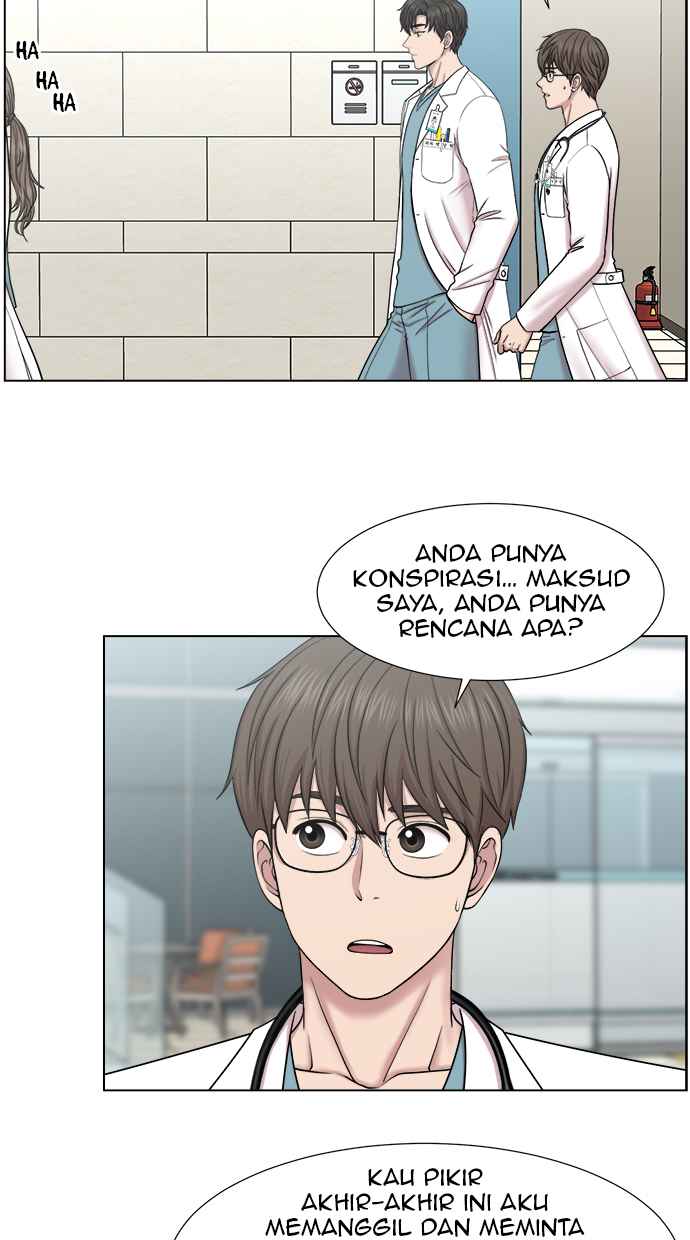 HA
HA
HA
ANDA PUNYA
KONSPIRASI... MAKSUD
SAYA, ANDA PUNYA
RENCANA APA?
KAU PIKIR
AKHIR-AKHIR INI AKU
MEMANGGIL DAN MEMINTA